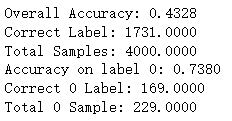 Overall Accuracy: 0.4328
Correct Label: 1731.0000
Total Samples: 4000.0000
Accuracy on label 0: 0.7380
Correct 0 Label: 169.0000
Total 0 Sample: 229.0000